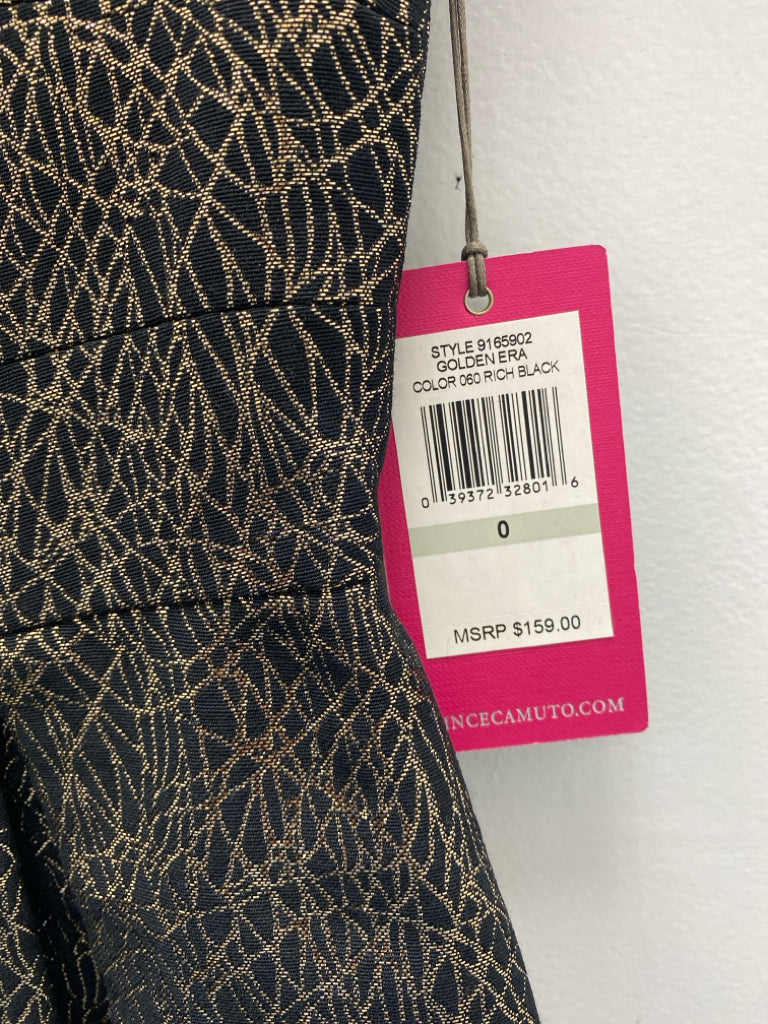 STYLE 9165902
GOLDEN ERA
COLOR 060 RICH BLACK
0 39372 32801 6
0
MSRP $159.00
INCECAMUTO.COM